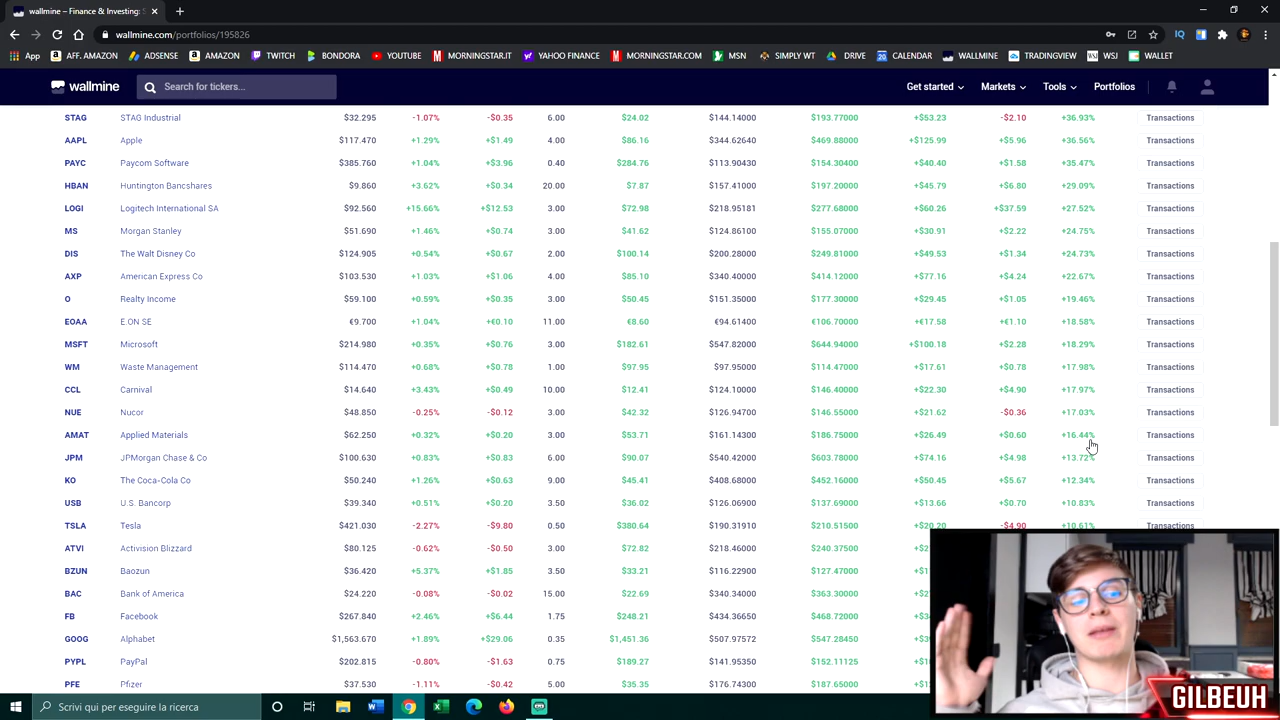 wallmine – Finance & Investing S
wallmine.com/portfolios/195826
App AFF. AMAZON ADSENSE AMAZON TWITCH BONDORA YOUTUBE MORNINGSTAR.IT YAHOO FINANCE MORNINGSTAR.COM MSN SIMPLY WT DRIVE CALENDAR WALLMINE TRADINGVIEW WSJ WALLET
wallmine Search for tickers... Get started Markets Tools Portfolios
STAG STAG Industrial $32.295 -1.07% -$0.35 6.00 $24.02 $144.14000 $193.77000 +$53.23 -$2.10 +36.93% Transactions
AAPL Apple $117.470 +1.29% +$1.49 4.00 $86.16 $344.62640 $469.88000 +$125.99 +$5.96 +36.56% Transactions
PAYC Paycom Software $385.760 +1.04% +$3.96 0.40 $284.76 $113.90430 $154.30400 +$40.40 +$1.58 +35.47% Transactions
HBAN Huntington Bancshares $9.860 +3.62% +$0.34 20.00 $7.87 $157.41000 $197.20000 +$45.79 +$6.80 +29.09% Transactions
LOGI Logitech International SA $92.560 +15.66% +$12.53 3.00 $72.98 $218.95181 $277.68000 +$60.26 +$37.59 +27.52% Transactions
MS Morgan Stanley $51.690 +1.46% +$0.74 3.00 $41.62 $124.86100 $155.07000 +$30.91 +$2.22 +24.75% Transactions
DIS The Walt Disney Co $124.905 +0.54% +$0.67 2.00 $100.14 $200.28000 $249.81000 +$49.53 +$1.34 +24.73% Transactions
AXP American Express Co $103.530 +1.03% +$1.06 4.00 $85.10 $340.40000 $414.12000 +$77.16 +$4.24 +22.67% Transactions
O Realty Income $59.100 +0.59% +$0.35 3.00 $50.45 $151.35000 $177.30000 +$29.45 +$1.05 +19.46% Transactions
EOAA E.ON SE €9.700 +1.04% +€0.10 11.00 €8.60 €94.61400 €106.70000 +€17.58 +€1.10 +18.58% Transactions
MSFT Microsoft $214.980 +0.35% +$0.76 3.00 $182.61 $547.82000 $644.94000 +$100.18 +$2.28 +18.29% Transactions
WM Waste Management $114.470 +0.68% +$0.78 1.00 $97.95 $97.95000 $114.47000 +$17.61 +$0.78 +17.98% Transactions
CCL Carnival $14.640 +3.43% +$0.49 10.00 $12.41 $124.10000 $146.40000 +$22.30 +$4.90 +17.97% Transactions
NUE Nucor $48.850 -0.25% -$0.12 3.00 $42.32 $126.94700 $146.55000 +$21.62 -$0.36 +17.03% Transactions
AMAT Applied Materials $62.250 +0.32% +$0.20 3.00 $53.71 $161.14300 $186.75000 +$26.49 +$0.60 +16.44% Transactions
JPM JPMorgan Chase & Co $100.630 +0.83% +$0.83 6.00 $90.07 $540.42000 $603.78000 +$74.16 +$4.98 +13.72% Transactions
KO The Coca-Cola Co $50.240 +1.26% +$0.63 9.00 $45.41 $408.68000 $452.16000 +$50.45 +$5.67 +12.34% Transactions
USB U.S. Bancorp $39.340 +0.51% +$0.20 3.50 $36.02 $126.06900 $137.69000 +$13.66 +$0.70 +10.83% Transactions
TSLA Tesla $421.030 -2.27% -$9.80 0.50 $380.64 $190.31910 $210.51500 +$20.20 -$4.90 +10.61% Transactions
ATVI Activision Blizzard $80.125 -0.62% -$0.50 3.00 $72.82 $218.46000 $240.37500
BZUN Baozun $36.420 +5.37% +$1.85 3.50 $33.21 $116.22900 $127.47000
BAC Bank of America $24.220 -0.08% -$0.02 15.00 $22.69 $340.34000 $363.30000
FB Facebook $267.840 +2.46% +$6.44 1.75 $248.21 $434.36650 $468.72000
GOOG Alphabet $1,563.670 +1.89% +$29.06 0.35 $1,451.36 $507.97572 $547.28450
PYPL PayPal $202.815 -0.80% -$1.63 0.75 $189.27 $141.95350 $152.11125
PFE Pfizer $37.530 -1.11% -$0.42 5.00 $35.35 $176.74300 $187.65000
GILBEUH
Scrivi qui per eseguire la ricerca